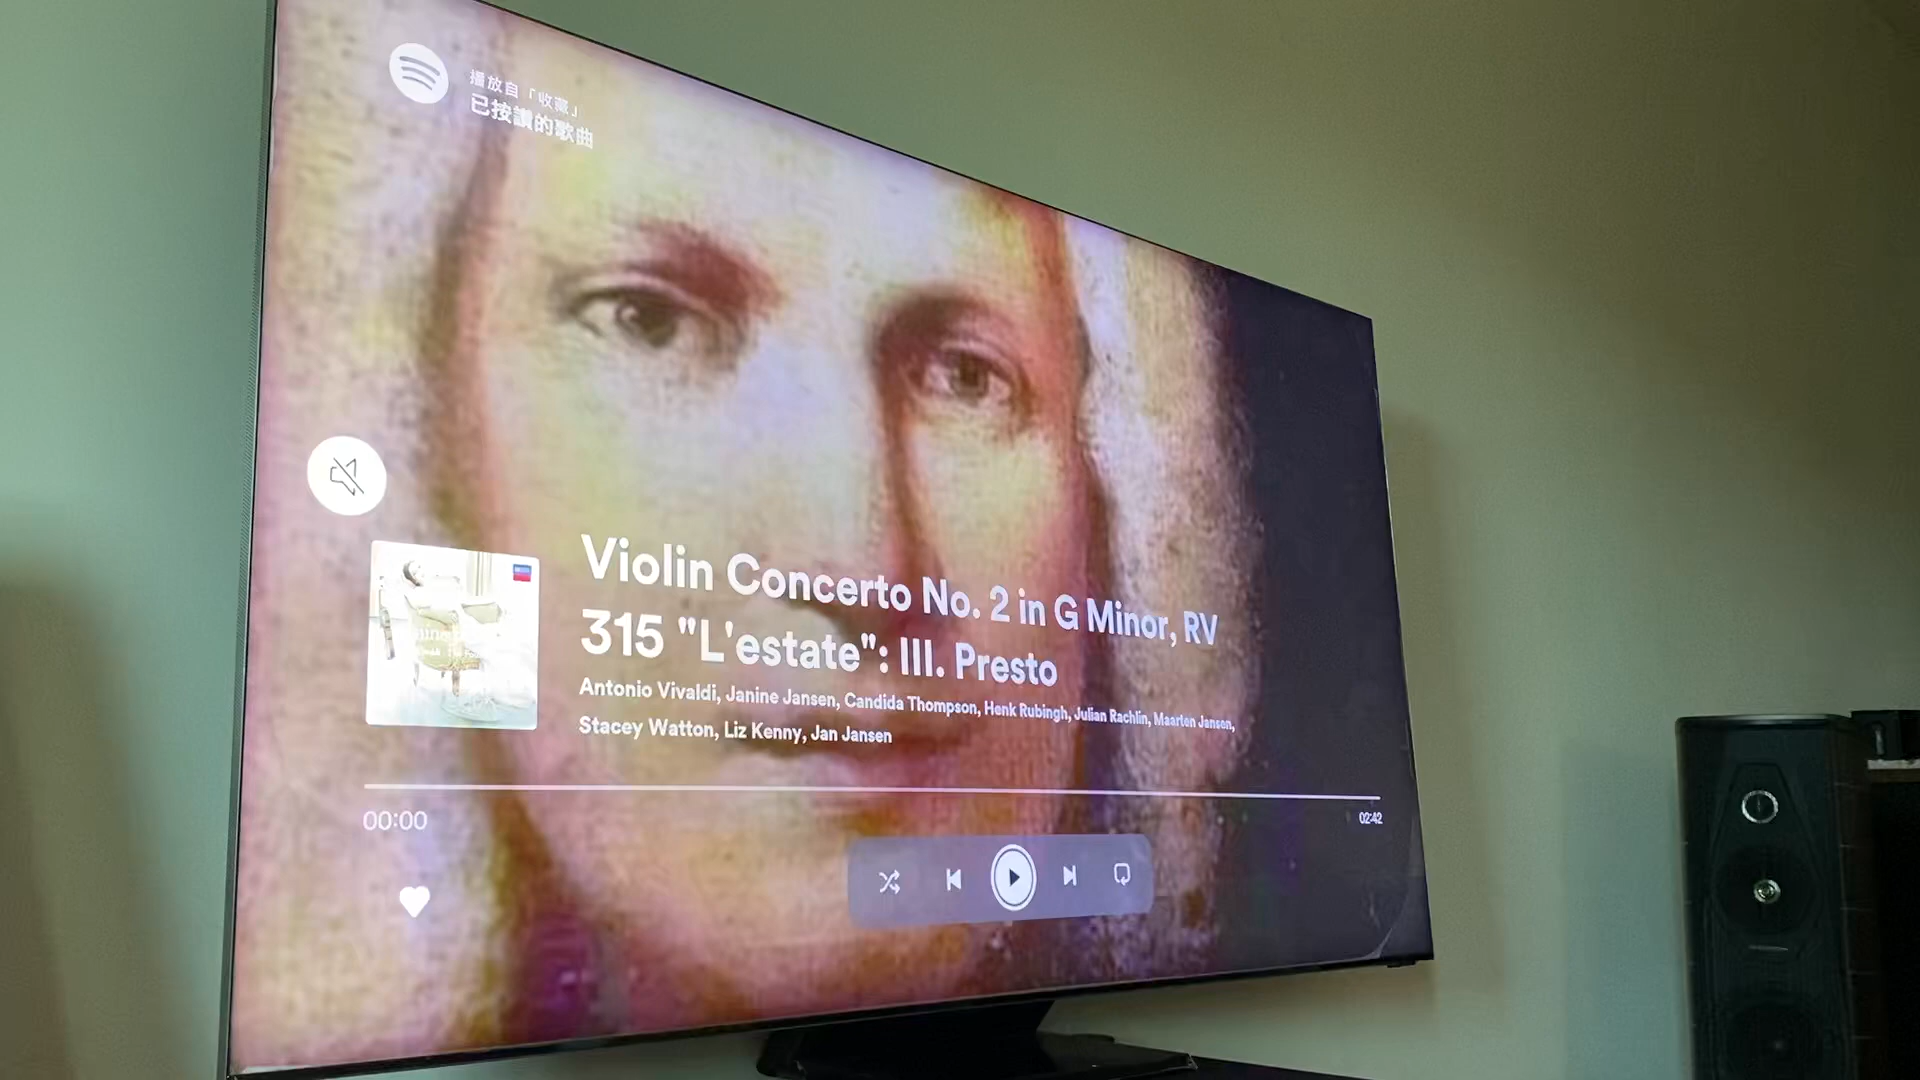 播放自「收藏」
已按讚的歌曲
Violin Concerto No. 2 in G Minor, RV
315 "L'estate": III. Presto
Antonio Vivaldi, Janine Jansen, Candida Thompson, Henk Rubingh, Julian Rachlin, Maarten Jansen,
Stacey Watton, Liz Kenny, Jan Jansen
00:00
02:42